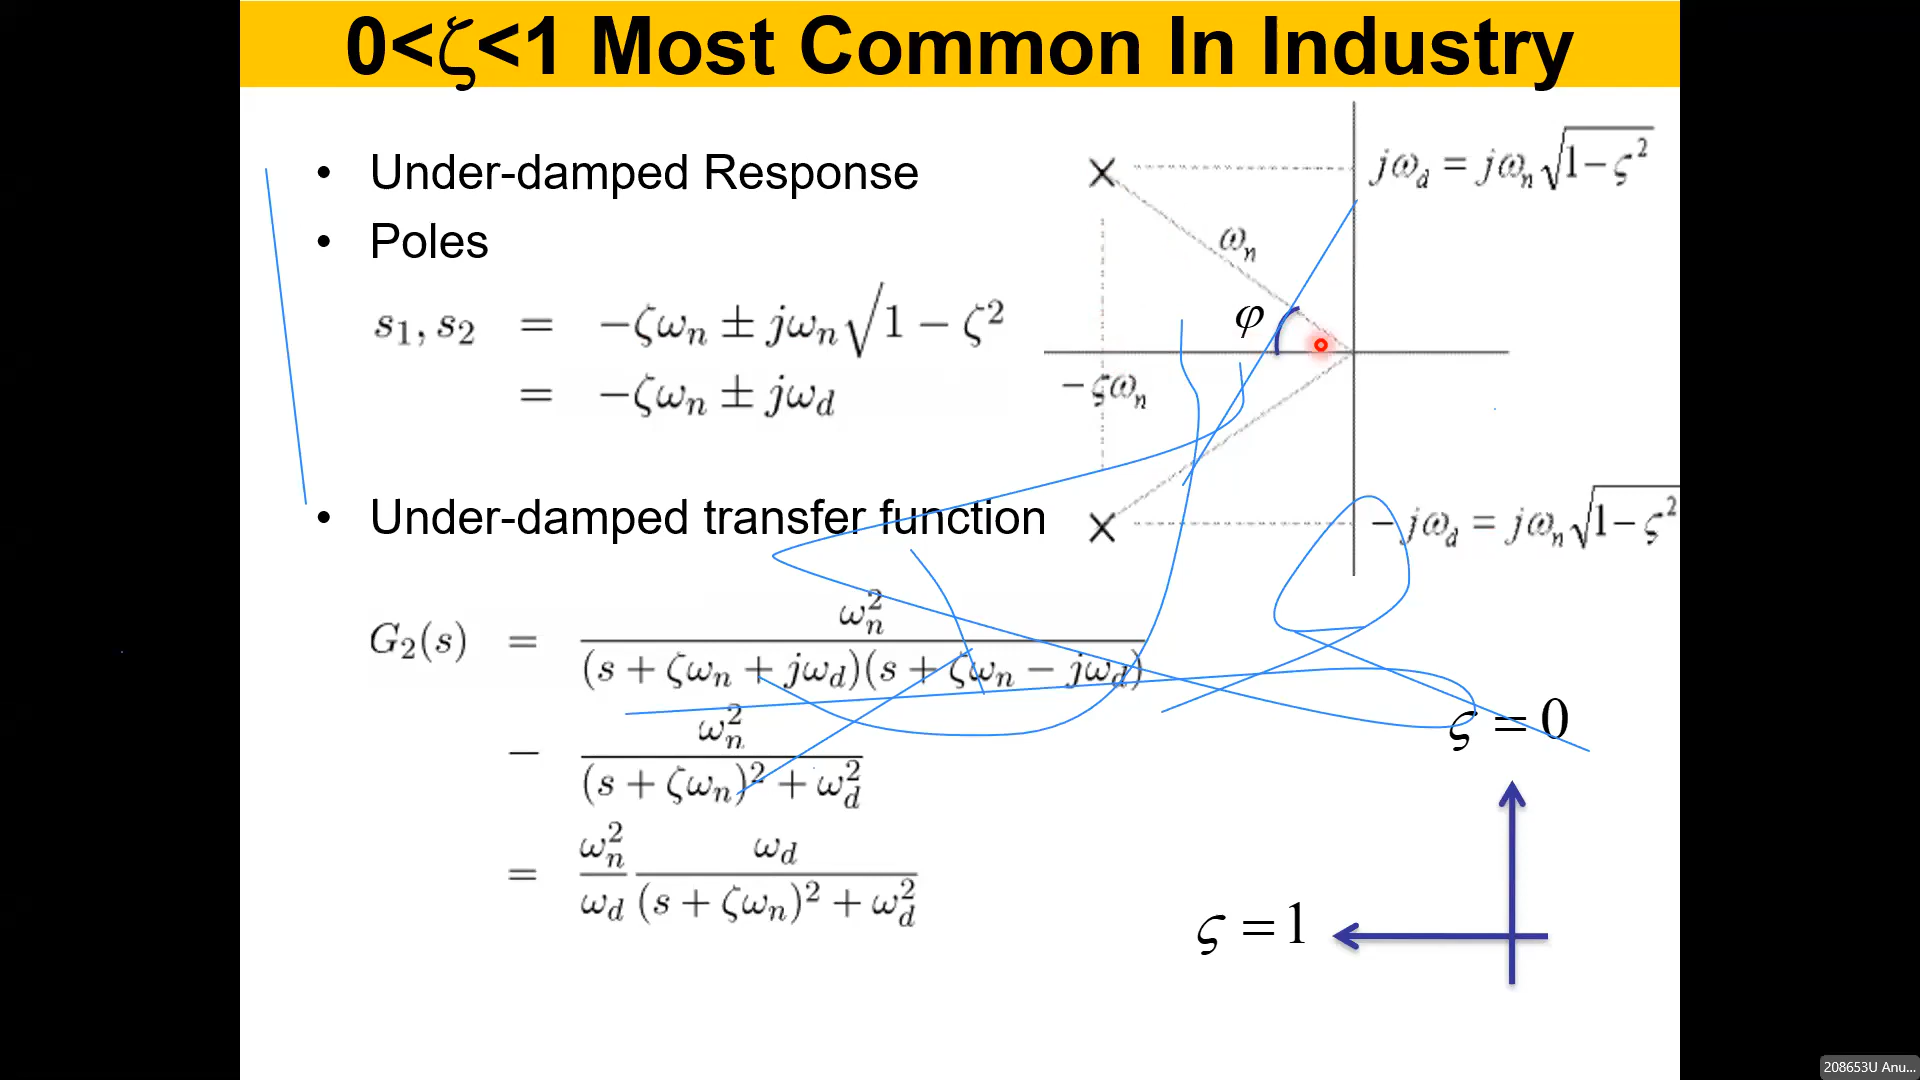 0<ζ<1 Most Common In Industry
• Under-damped Response
• Poles
s₁, s₂ = −ζωₙ ± jωₙ√(1 − ζ²)
= −ζωₙ ± jω_d
• Under-damped transfer function
G₂(s) = ωₙ² / (s + ζωₙ + jω_d)(s + ζωₙ − jω_d)
− ωₙ² / (s + ζωₙ)² + ω_d²
= ωₙ²/ω_d ω_d / (s + ζωₙ)² + ω_d²
jω_d = jωₙ√(1− ς²)
ωₙ
φ
−ςωₙ
−jω_d = jωₙ√(1− ς²)
ς = 0
ς = 1
208653U Anu...